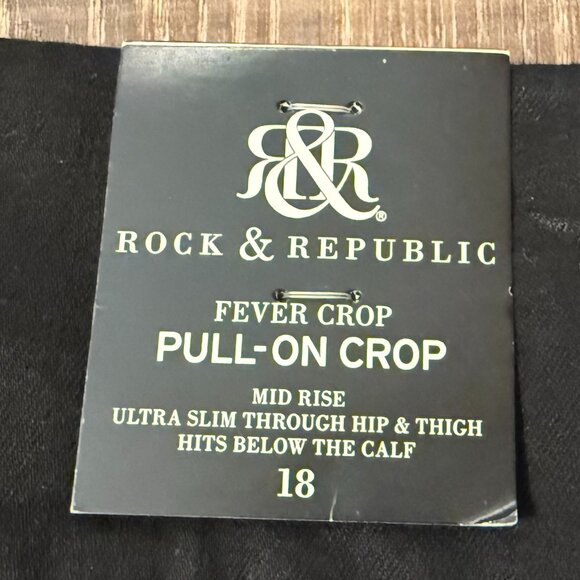 R&R®
ROCK & REPUBLIC
FEVER CROP
PULL-ON CROP
MID RISE
ULTRA SLIM THROUGH HIP & THIGH
HITS BELOW THE CALF
18